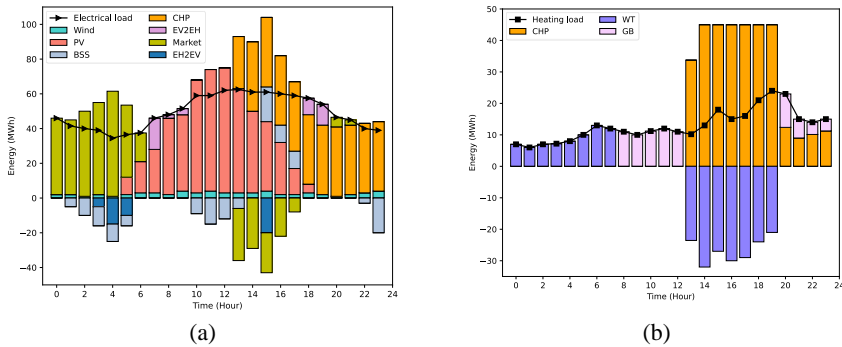 Electrical load
Wind
PV
BSS
CHP
EV2EH
Market
EH2EV
100
80
60
40
20
0
−20
−40
Energy (MWh)
0 2 4 6 8 10 12 14 16 18 20 22 24
Time (Hour)
(a)
Heating load
CHP
WT
GB
50
40
30
20
10
0
−10
−20
−30
Energy (MWh)
0 2 4 6 8 10 12 14 16 18 20 22 24
Time (Hour)
(b)